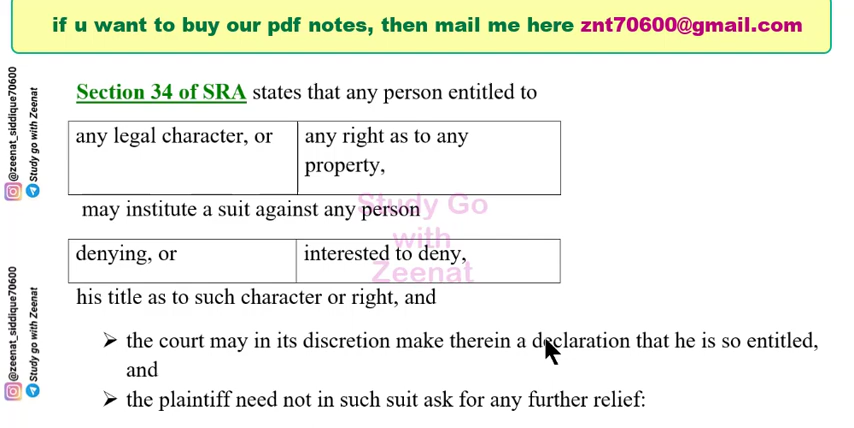 if u want to buy our pdf notes, then mail me here znt70600@gmail.com
Section 34 of SRA states that any person entitled to
any legal character, or
any right as to any
property,
may institute a suit against any person
denying, or
interested to deny,
his title as to such character or right, and
➢ the court may in its discretion make therein a declaration that he is so entitled,
and
➢ the plaintiff need not in such suit ask for any further relief:
@zeenat_siddique70600
Study go with Zeenat
@zeenat_siddique70600
Study go with Zeenat
Study Go
with
Zeenat